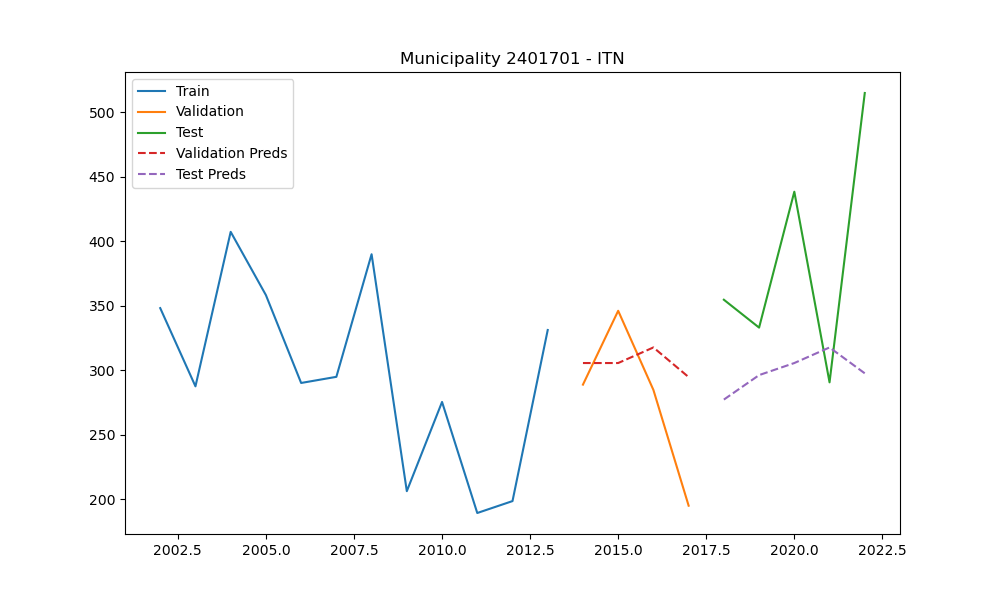 Municipality 2401701 - ITN
Train
Validation
Test
Validation Preds
Test Preds
500
450
400
350
300
250
200
2002.5 2005.0 2007.5 2010.0 2012.5 2015.0 2017.5 2020.0 2022.5